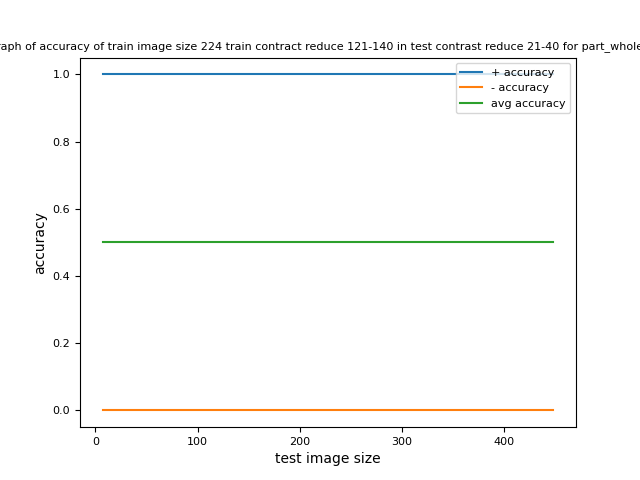 raph of accuracy of train image size 224 train contract reduce 121-140 in test contrast reduce 21-40 for part_whole
1.0
0.8
0.6
0.4
0.2
0.0
accuracy
+ accuracy
- accuracy
avg accuracy
0 100 200 300 400
test image size